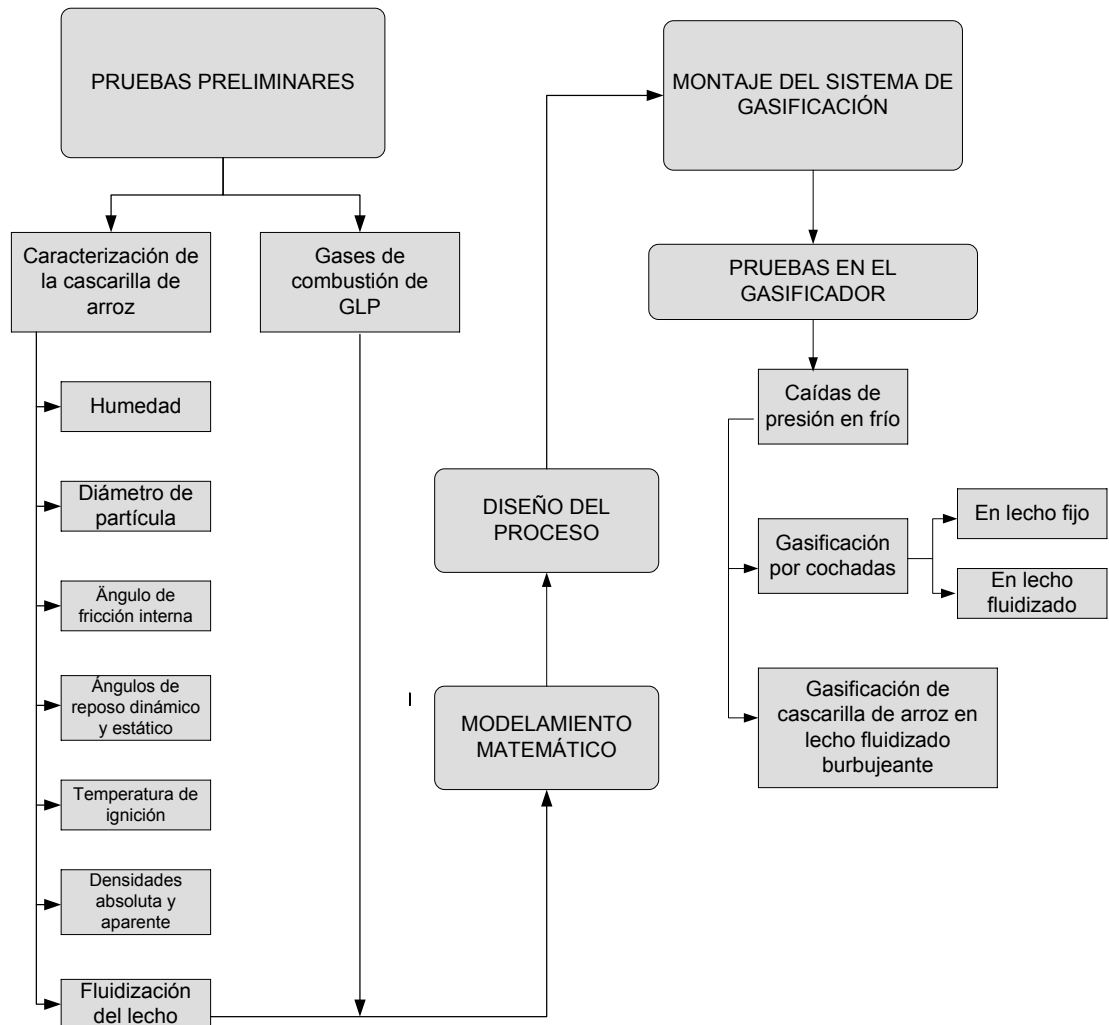 PRUEBAS PRELIMINARES
Caracterización de
la cascarilla de
arroz
Gases de
combustión de
GLP
Humedad
Diámetro de
partícula
Ängulo de
fricción interna
Ángulos de
reposo dinámico
y estático
Temperatura de
ignición
Densidades
absoluta y
aparente
Fluidización
del lecho
MODELAMIENTO
MATEMÁTICO
DISEÑO DEL
PROCESO
MONTAJE DEL SISTEMA DE
GASIFICACIÓN
PRUEBAS EN EL
GASIFICADOR
Caídas de
presión en frío
Gasificación
por cochadas
En lecho fijo
En lecho
fluidizado
Gasificación de
cascarilla de arroz en
lecho fluidizado
burbujeante